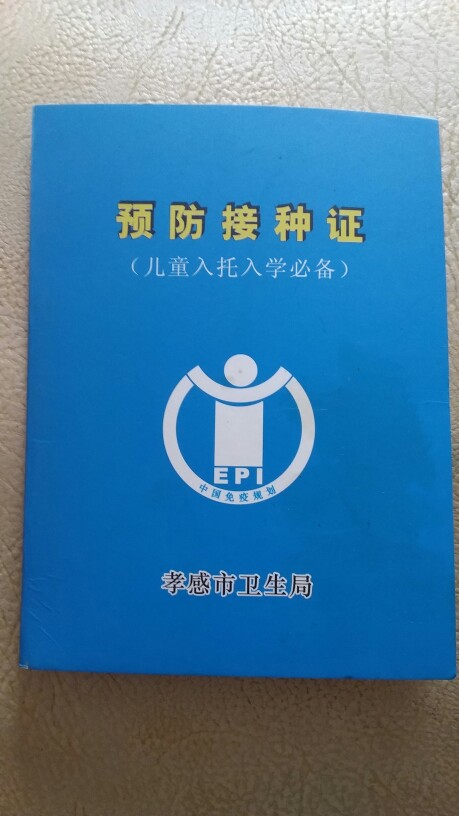 预防接种证
（儿童入托入学必备）
EPI
中国免疫规划
孝感市卫生局